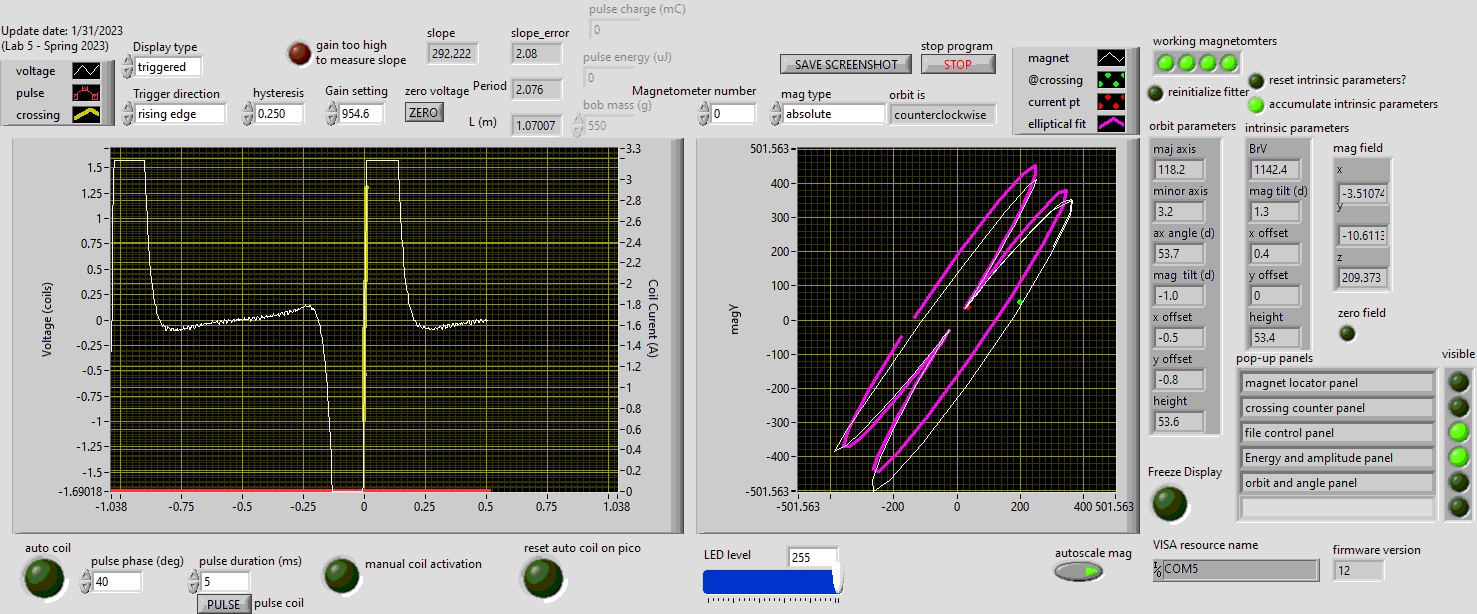 pulse charge (mC)
0
Update date: 1/31/2023
(Lab 5 - Spring 2023)
Display type
triggered
gain too high
to measure slope
slope
292.222
slope_error
2.08
pulse energy (uJ)
0
voltage
pulse
crossing
Trigger direction
rising edge
hysteresis
0.250
Gain setting
954.6
zero voltage
ZERO
Period
2.076
L (m)
1.07007
bob mass (g)
550
SAVE SCREENSHOT
stop program
STOP
Magnetometer number
0
mag type
absolute
orbit is
counterclockwise
magnet
@crossing
current pt
elliptical fit
working magnetomters
reset intrinsic parameters?
reinitialize fitter
accumulate intrinsic parameters
orbit parameters
maj axis
118.2
minor axis
3.2
ax angle (d)
53.7
mag tilt (d)
-1.0
x offset
-0.5
y offset
-0.8
height
53.6
intrinsic parameters
BrV
1142.4
mag tilt (d)
1.3
x offset
0.4
y offset
0
height
53.4
mag field
x
-3.51074
y
-10.6113
z
209.373
zero field
Voltage (coils)
1.5
1.25
1
0.75
0.5
0.25
0
-0.25
-0.5
-0.75
-1
-1.25
-1.5
-1.69018
-1.038
-0.75
-0.5
-0.25
0
0.25
0.5
0.75
1.038
3.3
3
2.8
2.6
2.4
2.2
2
1.8
1.6
1.4
1.2
1
0.8
0.6
0.4
0.2
0
Coil Current (A)
magy
501.563
400
300
200
100
0
-100
-200
-300
-400
-501.563
-501.563
-200
0
200
400
501.563
pop-up panels
visible
magnet locator panel
crossing counter panel
file control panel
Energy and amplitude panel
orbit and angle panel
Freeze Display
auto coil
pulse phase (deg)
40
pulse duration (ms)
5
PULSE
pulse coil
manual coil activation
reset auto coil on pico
LED level
255
autoscale mag
VISA resource name
COM5
firmware version
12